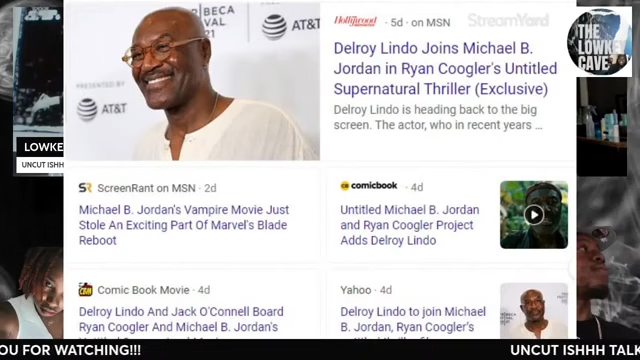 TRIBECA
21
AT&T
PRESENTED BY
AT&T
Hollywood
· 5d · on MSN
StreamYard
THE
LOWKEY
CAVE
Delroy Lindo Joins Michael B.
Jordan in Ryan Coogler's Untitled
Supernatural Thriller (Exclusive)
Delroy Lindo is heading back to the big
screen. The actor, who in recent years ...
LOWKE
UNCUT ISHH
SR ScreenRant on MSN · 2d
Michael B. Jordan's Vampire Movie Just
Stole An Exciting Part Of Marvel's Blade
Reboot
comicbook · 4d
Untitled Michael B. Jordan
and Ryan Coogler Project
Adds Delroy Lindo
Comic Book Movie · 4d
Delroy Lindo And Jack O'Connell Board
Ryan Coogler And Michael B. Jordan's
Yahoo · 4d
Delroy Lindo to join Michael
B. Jordan, Ryan Coogler's
OU FOR WATCHING!!!
UNCUT ISHHH TALK